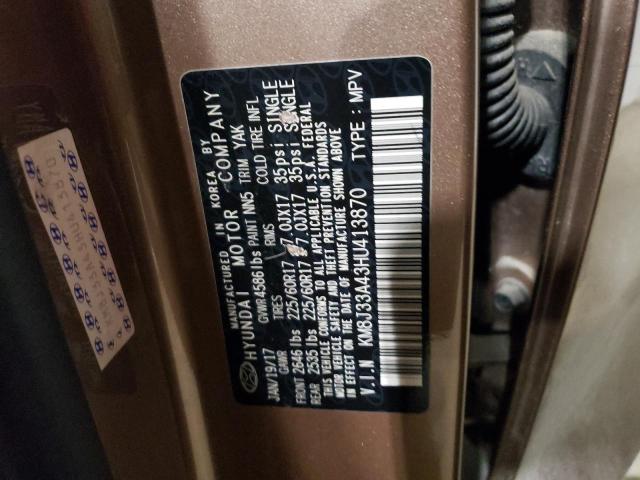 MANUFACTURED IN KOREA BY
HYUNDAI MOTOR COMPANY
JAN/19/17 GVWR 4586 lbs PAINT NN5 TRIM YAK
GAWR TIRES RIMS COLD TIRE INFL
FRONT 2646 lbs 225/60R17 7.0JX17 35psi SINGLE
REAR 2535 lbs 225/60R17 7.0JX17 35psi SINGLE
THIS VEHICLE CONFORMS TO ALL APPLICABLE U.S.A. FEDERAL
MOTOR VEHICLE SAFETY AND THEFT PREVENTION STANDARDS
IN EFFECT ON THE DATE OF MANUFACTURE SHOWN ABOVE
V.I.N KM8J33A43HU413870 TYPE : MPV